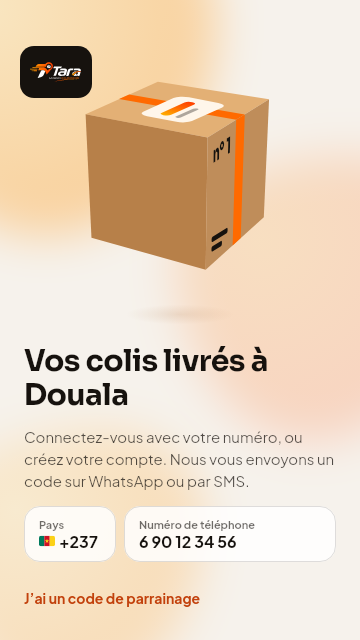 Tara
n°1
Vos colis livrés à
Douala
Connectez-vous avec votre numéro, ou
créez votre compte. Nous vous envoyons un
code sur WhatsApp ou par SMS.
Pays
+237
Numéro de téléphone
6 90 12 34 56
J’ai un code de parrainage